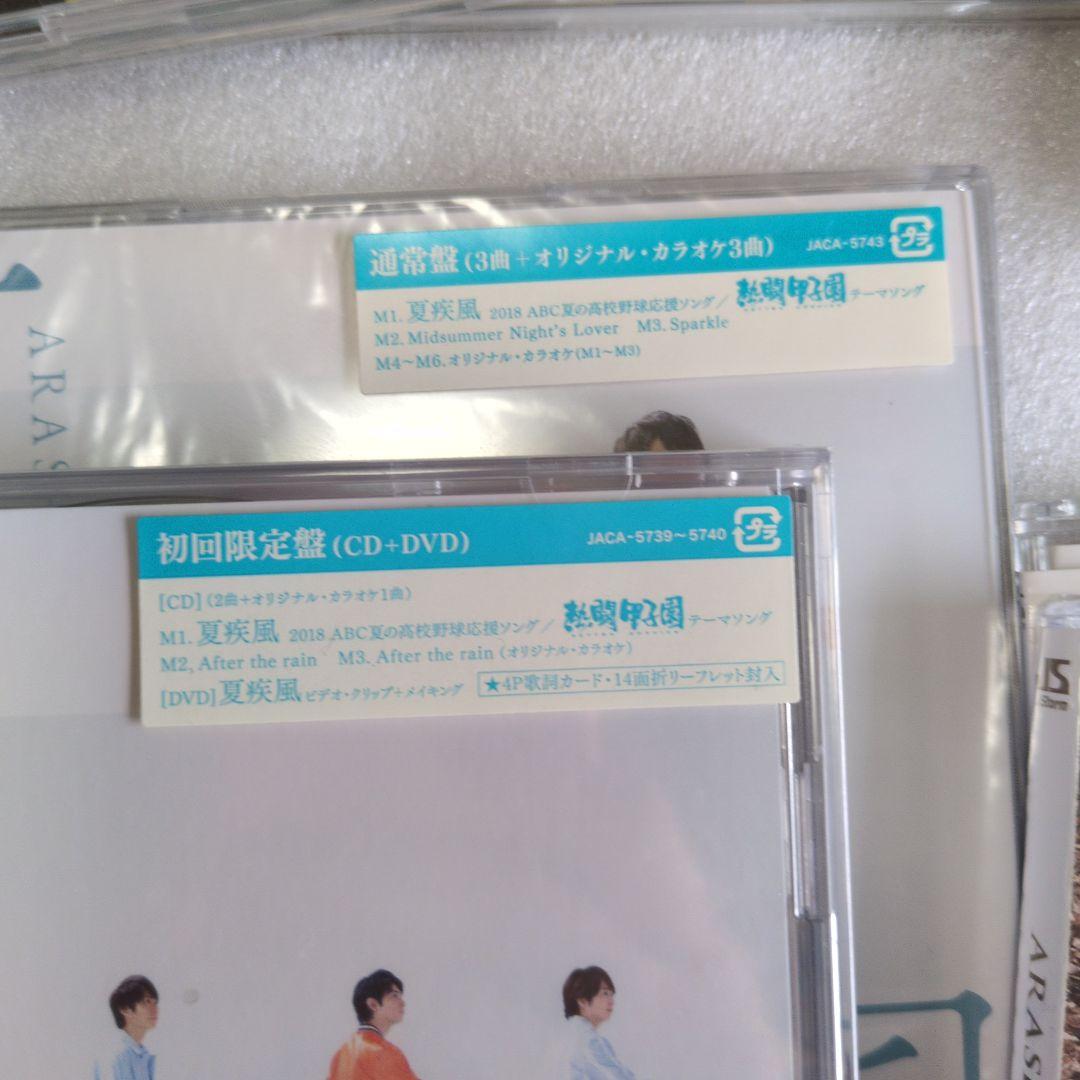 通常盤(3曲+オリジナル・カラオケ3曲) JACA-5743 プラ
M1.夏疾風 2018 ABC夏の高校野球応援ソング/熱闘甲子園テーマソング
M2.Midsummer Night's Lover M3.Sparkle
M4〜M6.オリジナル・カラオケ(M1〜M3)
ARAS
初回限定盤(CD+DVD) JACA-5739〜5740 プラ
[CD](2曲+オリジナル・カラオケ1曲)
M1.夏疾風 2018 ABC夏の高校野球応援ソング/熱闘甲子園テーマソング
M2.After the rain M3.After the rain(オリジナル・カラオケ)
[DVD]夏疾風ビデオ・クリップ+メイキング ★4P歌詞カード・14面折リーフレット封入
Storm
ARAS